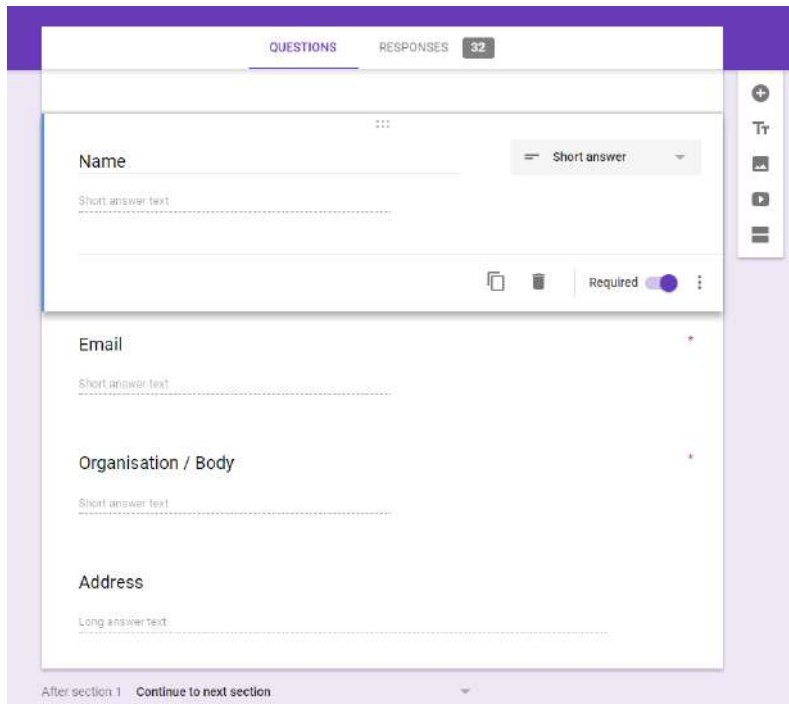 QUESTIONS RESPONSES 32
Name
Short answer
Short answer text
Required
Email *
Short answer text
Organisation / Body *
Short answer text
Address
Long answer text
After section 1 Continue to next section
Tт